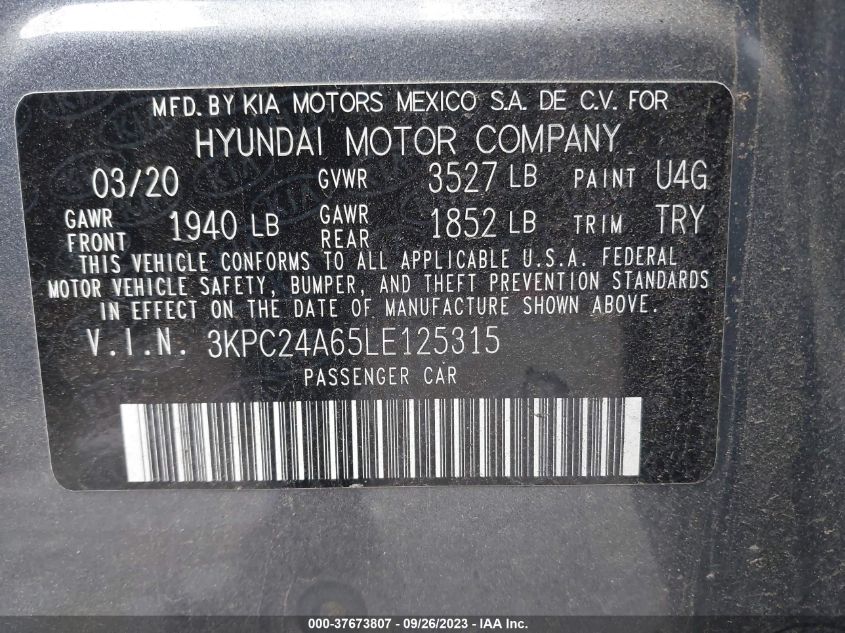 MFD. BY KIA MOTORS MEXICO S.A. DE C.V. FOR
HYUNDAI MOTOR COMPANY
03/20 GVWR 3527 LB PAINT U4G
GAWR FRONT 1940 LB GAWR REAR 1852 LB TRIM TRY
THIS VEHICLE CONFORMS TO ALL APPLICABLE U.S.A. FEDERAL
MOTOR VEHICLE SAFETY, BUMPER, AND THEFT PREVENTION STANDARDS
IN EFFECT ON THE DATE OF MANUFACTURE SHOWN ABOVE.
V.I.N. 3KPC24A65LE125315
PASSENGER CAR
000-37673807 - 09/26/2023 - IAA Inc.